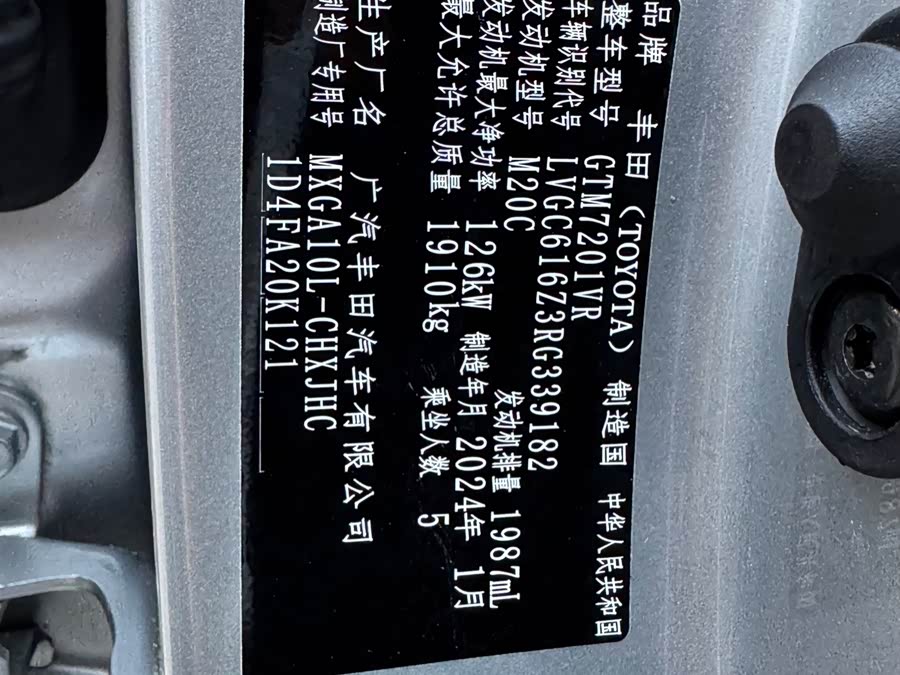 品牌 丰田（TOYOTA） 制造国 中华人民共和国
整车型号 GTM7201VR
车辆识别代号 LVGC616Z3RG339182
发动机型号 M20C 发动机排量 1987mL
发动机最大净功率 126kW 制造年月 2024年 1月
最大允许总质量 1910kg 乘坐人数 5
生产厂名 广汽丰田汽车有限公司
制造厂专用号 MXGA10L-CHXJHC
1D4FA20K121